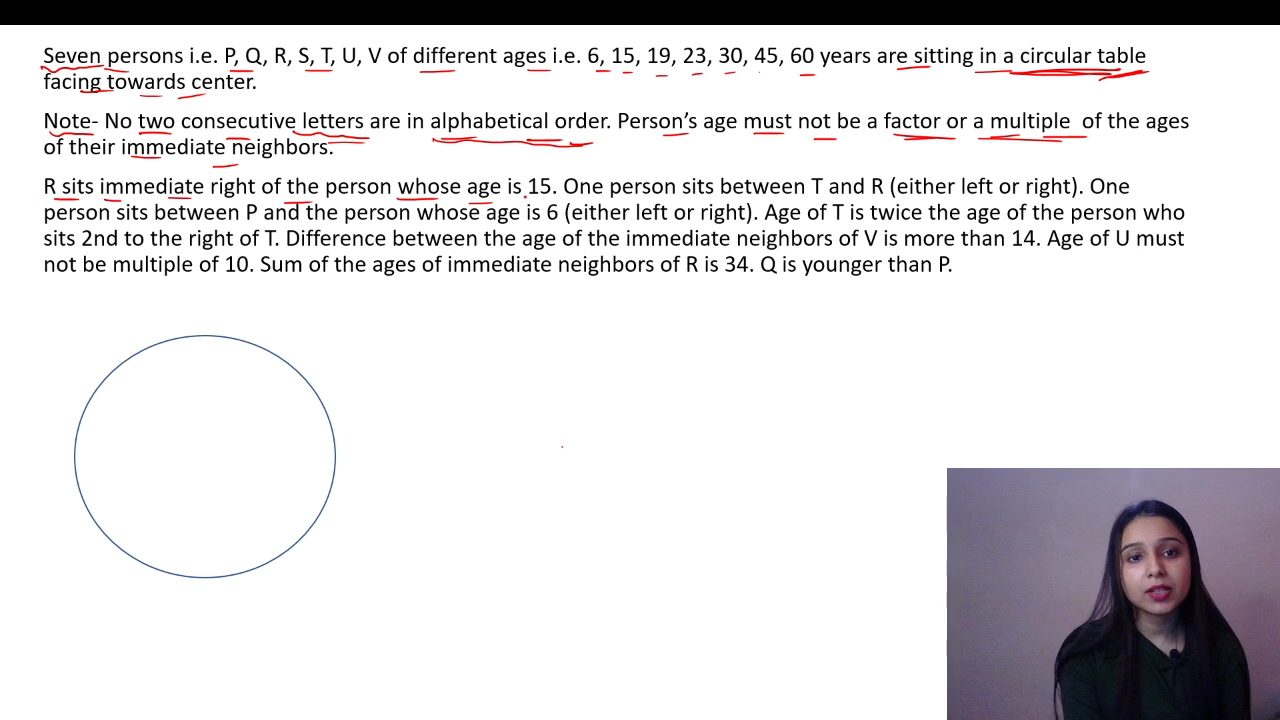 Seven persons i.e. P, Q, R, S, T, U, V of different ages i.e. 6, 15, 19, 23, 30, 45, 60 years are sitting in a circular table
facing towards center.
Note- No two consecutive letters are in alphabetical order. Person's age must not be a factor or a multiple of the ages
of their immediate neighbors.
R sits immediate right of the person whose age is 15. One person sits between T and R (either left or right). One
person sits between P and the person whose age is 6 (either left or right). Age of T is twice the age of the person who
sits 2nd to the right of T. Difference between the age of the immediate neighbors of V is more than 14. Age of U must
not be multiple of 10. Sum of the ages of immediate neighbors of R is 34. Q is younger than P.